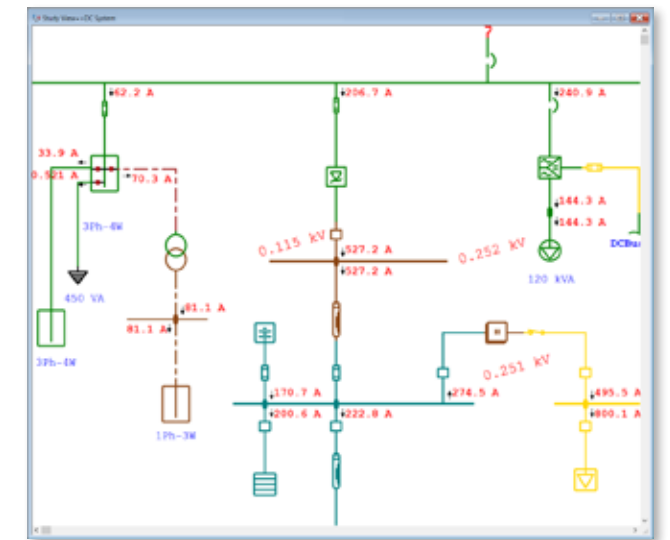 Study View>>DC System
?
62.2 A
206.7 A
240.9 A
33.9 A
0.521 A
70.3 A
3Ph-4W
144.3 A
144.3 A
0.115 kV
527.2 A
0.252 kV
527.2 A
DCBu
120 kVA
450 VA
81.1 A
81.1 A
3Ph-4W
0.251 kV
170.7 A
274.5 A
495.5 A
200.6 A
222.8 A
800.1 A
1Ph-3W